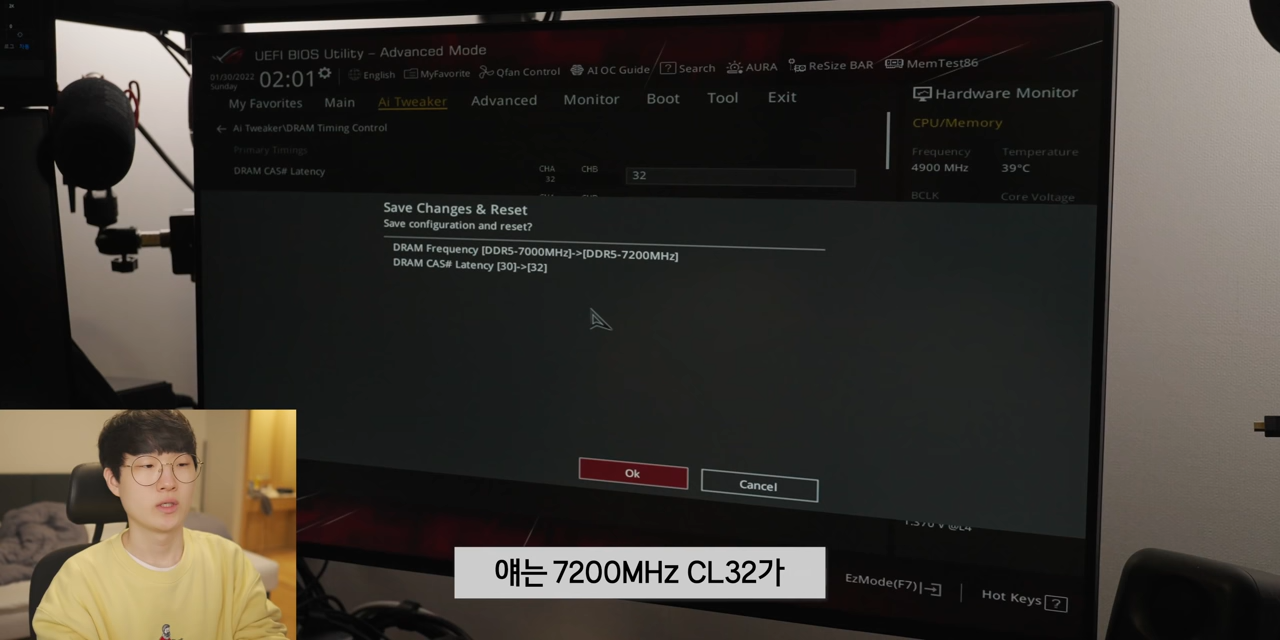 UEFI BIOS Utility – Advanced Mode
01/30/2022
Sunday
02:01
English
MyFavorite
Qfan Control
AI OC Guide
? Search
AURA
ReSize BAR
MemTest86
My Favorites
Main
Ai Tweaker
Advanced
Monitor
Boot
Tool
Exit
Hardware Monitor
← Ai Tweaker\DRAM Timing Control
CPU/Memory
Primary Timings
Frequency
Temperature
4900 MHz
39°C
DRAM CAS# Latency
CHA
CHB
32
32
BCLK
Core Voltage
Save Changes & Reset
Save configuration and reset?
DRAM Frequency [DDR5-7000MHz]->[DDR5-7200MHz]
DRAM CAS# Latency [30]->[32]
Ok
Cancel
EzMode(F7)
Hot Keys ?
얘는 7200MHz CL32가